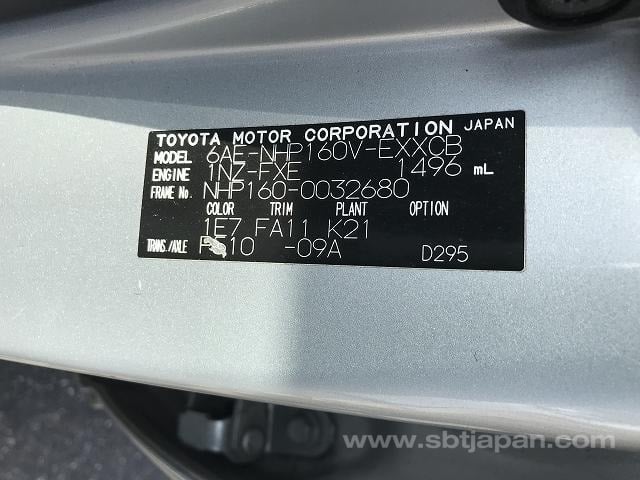 TOYOTA MOTOR CORPORATION JAPAN
MODEL 6AE-NHP160V-EXXCB
ENGINE 1NZ-FXE 1496 mL
FRAME No. NHP160-0032680
COLOR TRIM PLANT OPTION
1E7 FA11 K21
TRANS./AXLE -09A D295
www.sbtjapan.com